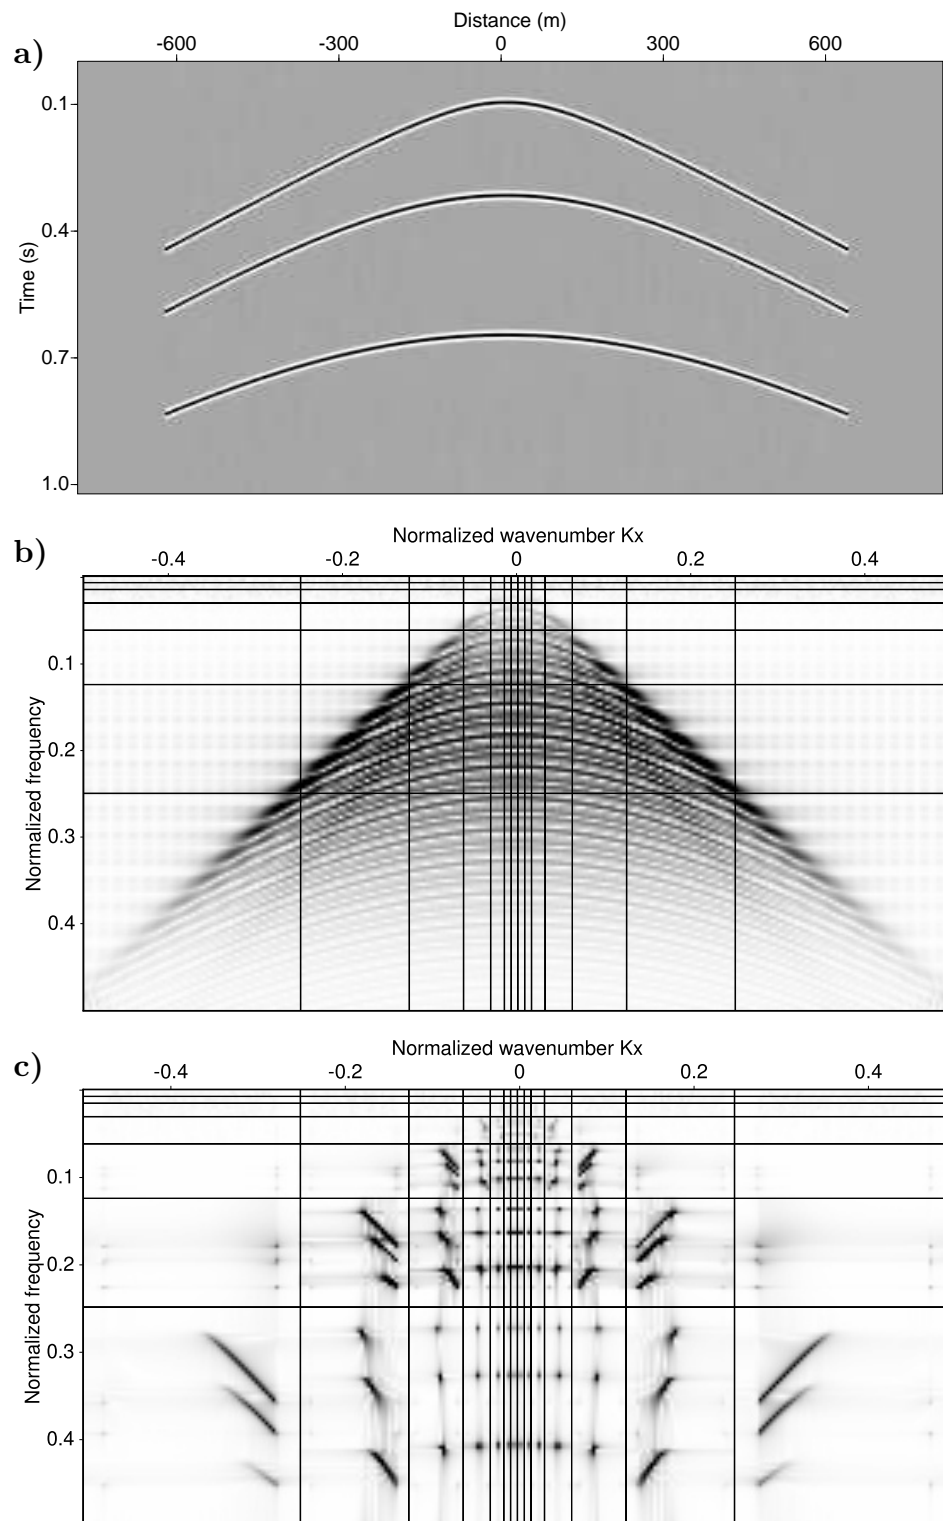 a)
Distance (m)
-600 -300 0 300 600
Time (s)
0.1
0.4
0.7
1.0
b)
Normalized wavenumber Kx
-0.4 -0.2 0 0.2 0.4
Normalized frequency
0.1
0.2
0.3
0.4
c)
Normalized wavenumber Kx
-0.4 -0.2 0 0.2 0.4
Normalized frequency
0.1
0.2
0.3
0.4